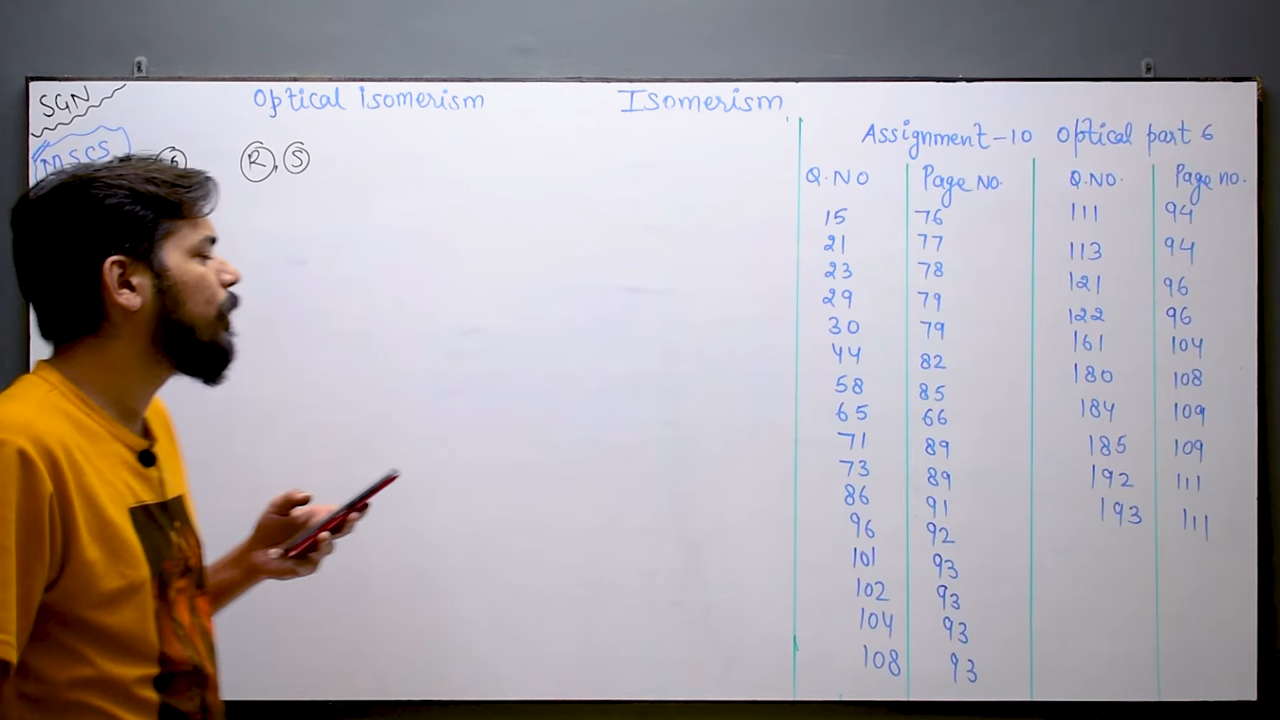 SGN
Optical isomerism
Isomerism
MSCS
R, S
Assignment-10 Optical part 6
Q.NO Page NO. Q.NO. Page no.
15 76 111 94
21 77 113 94
23 78 121 96
29 79 122 96
30 79 161 104
44 82 180 108
58 85 184 109
65 66 185 109
71 89 192 111
73 89 193 111
86 91
96 92
101 93
102 93
104 93
108 93